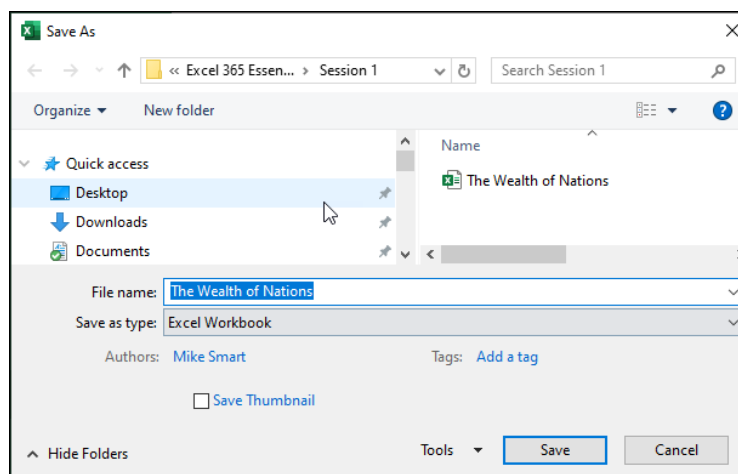 Save As
« Excel 365 Essen... › Session 1
Search Session 1
Organize
New folder
Quick access
Desktop
Downloads
Documents
Name
The Wealth of Nations
File name: The Wealth of Nations
Save as type: Excel Workbook
Authors: Mike Smart Tags: Add a tag
Save Thumbnail
Hide Folders
Tools
Save
Cancel